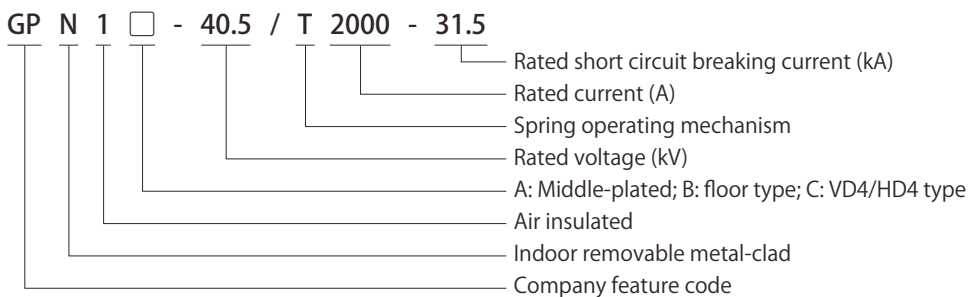 GP N 1 □ - 40.5 / T 2000 - 31.5
Rated short circuit breaking current (kA)
Rated current (A)
Spring operating mechanism
Rated voltage (kV)
A: Middle-plated; B: floor type; C: VD4/HD4 type
Air insulated
Indoor removable metal-clad
Company feature code